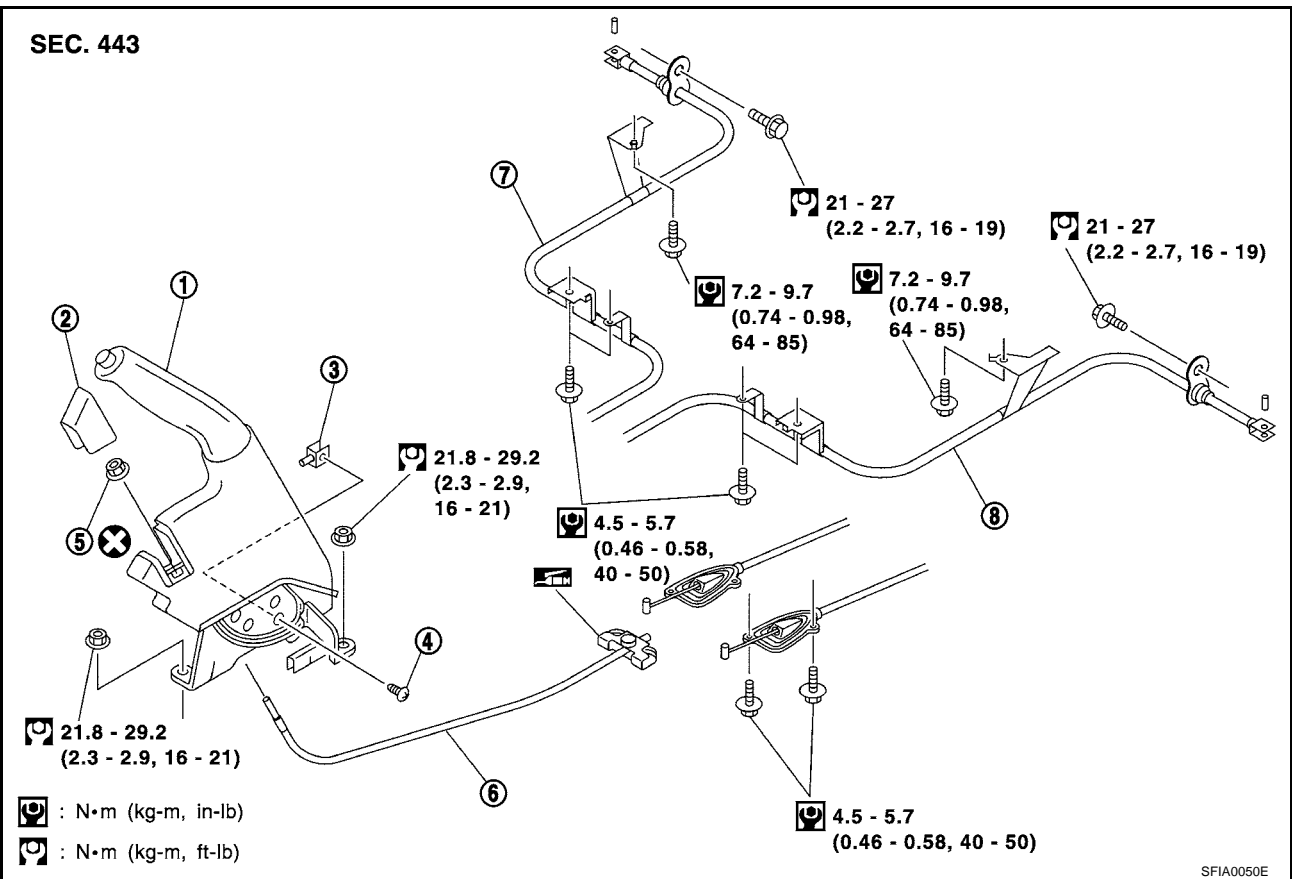 SEC. 443
7
21 - 27
(2.2 - 2.7, 16 - 19)
21 - 27
(2.2 - 2.7, 16 - 19)
7.2 - 9.7
(0.74 - 0.98,
64 - 85)
7.2 - 9.7
(0.74 - 0.98,
64 - 85)
1
2
3
21.8 - 29.2
(2.3 - 2.9,
16 - 21)
5
4.5 - 5.7
(0.46 - 0.58,
40 - 50)
8
4
21.8 - 29.2
(2.3 - 2.9, 16 - 21)
6
4.5 - 5.7
(0.46 - 0.58, 40 - 50)
: N•m (kg-m, in-lb)
: N•m (kg-m, ft-lb)
SFIA0050E